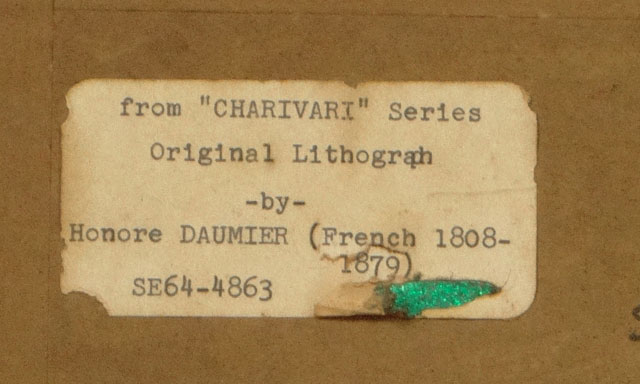 from "CHARIVARI" Series
Original Lithograph
-by-
Honore DAUMIER (French 1808-
1879)
SE64-4863